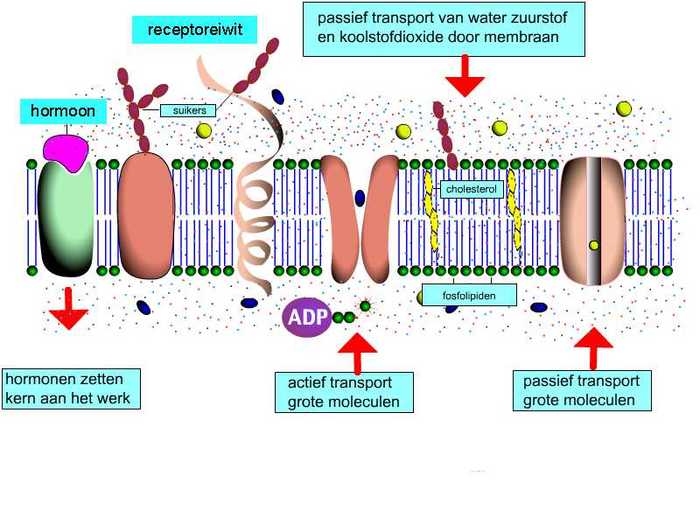 receptoreiwit
passief transport van water zuurstof
en koolstofdioxide door membraan
hormoon
suikers
cholesterol
fosfolipiden
ADP
hormonen zetten
kern aan het werk
actief transport
grote moleculen
passief transport
grote moleculen